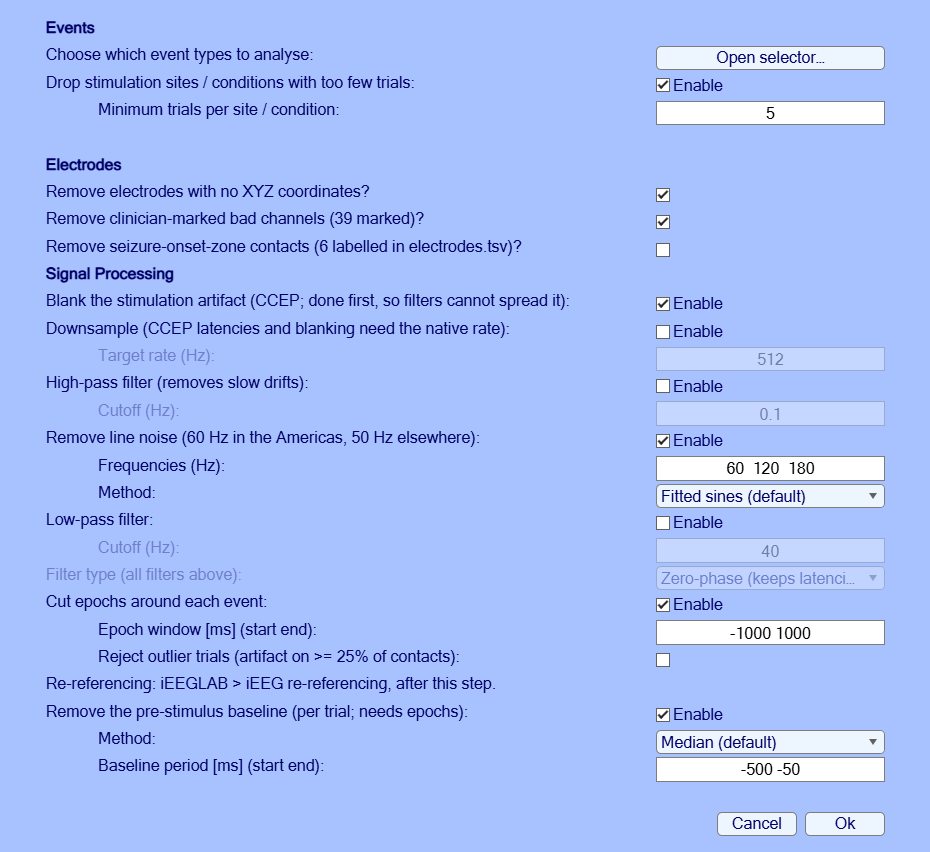 Events
Choose which event types to analyse:
Open selector...
Drop stimulation sites / conditions with too few trials:
Enable
Minimum trials per site / condition:
5
Electrodes
Remove electrodes with no XYZ coordinates?
Remove clinician-marked bad channels (39 marked)?
Remove seizure-onset-zone contacts (6 labelled in electrodes.tsv)?
Signal Processing
Blank the stimulation artifact (CCEP; done first, so filters cannot spread it):
Enable
Downsample (CCEP latencies and blanking need the native rate):
Enable
Target rate (Hz):
512
High-pass filter (removes slow drifts):
Enable
Cutoff (Hz):
0.1
Remove line noise (60 Hz in the Americas, 50 Hz elsewhere):
Enable
Frequencies (Hz):
60 120 180
Method:
Fitted sines (default)
Low-pass filter:
Enable
Cutoff (Hz):
40
Filter type (all filters above):
Zero-phase (keeps latenci...
Cut epochs around each event:
Enable
Epoch window [ms] (start end):
-1000 1000
Reject outlier trials (artifact on >= 25% of contacts):
Re-referencing: iEEGLAB > iEEG re-referencing, after this step.
Remove the pre-stimulus baseline (per trial; needs epochs):
Enable
Method:
Median (default)
Baseline period [ms] (start end):
-500 -50
Cancel
Ok